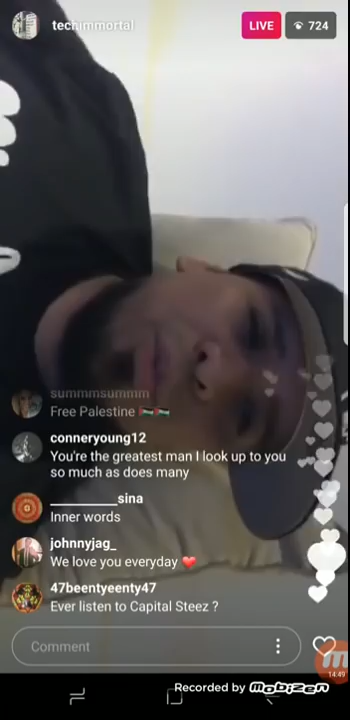 techimmortal
LIVE
724
summmsummm
Free Palestine 🇵🇸🇵🇸
conneryoung12
You're the greatest man I look up to you
so much as does many
___________sina
Inner words
johnnyjag_
We love you everyday ❤️
47beentyeenty47
Ever listen to Capital Steez ?
Comment
14:49
Recorded by Mobizen